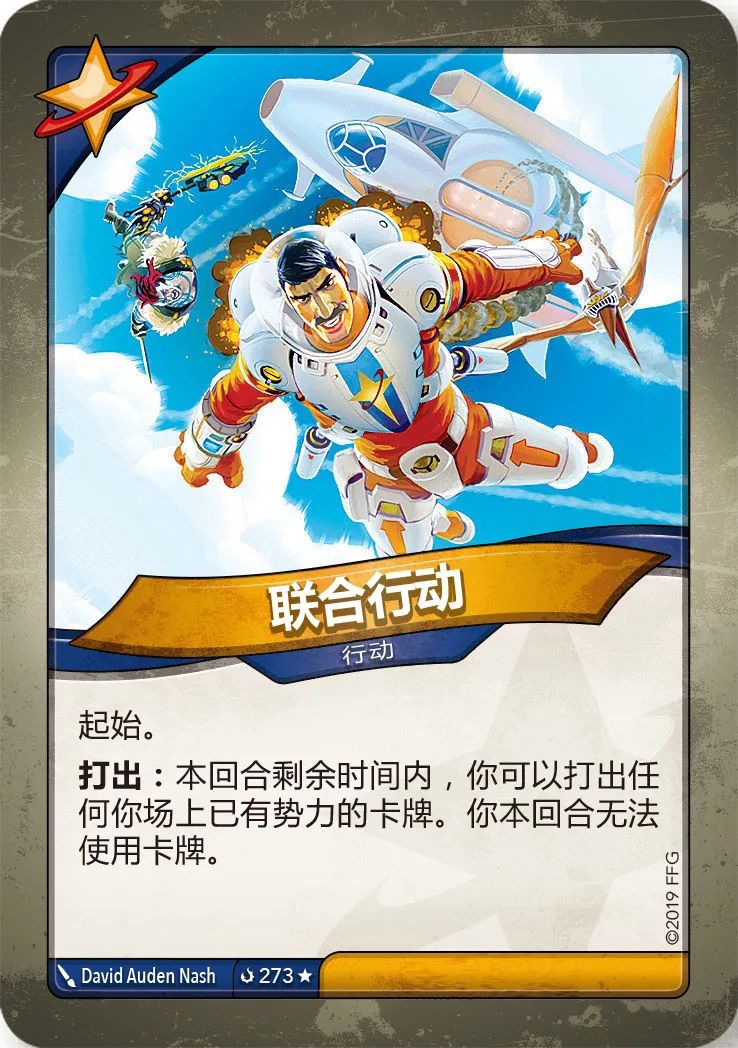 联合行动
行动
起始。
打出：本回合剩余时间内，你可以打出任
何你场上已有势力的卡牌。你本回合无法
使用卡牌。
©2019 FFG
David Auden Nash
273